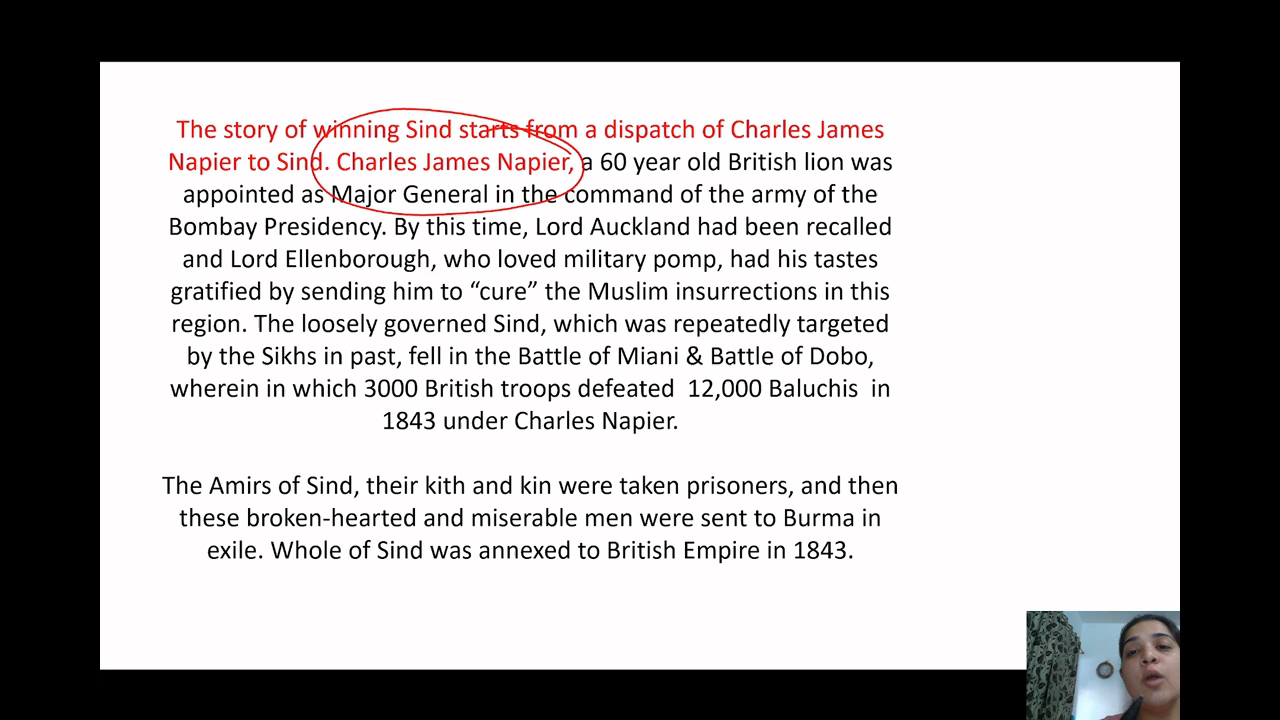 The story of winning Sind starts from a dispatch of Charles James
Napier to Sind. Charles James Napier, a 60 year old British lion was
appointed as Major General in the command of the army of the
Bombay Presidency. By this time, Lord Auckland had been recalled
and Lord Ellenborough, who loved military pomp, had his tastes
gratified by sending him to “cure” the Muslim insurrections in this
region. The loosely governed Sind, which was repeatedly targeted
by the Sikhs in past, fell in the Battle of Miani & Battle of Dobo,
wherein in which 3000 British troops defeated  12,000 Baluchis  in
1843 under Charles Napier.
The Amirs of Sind, their kith and kin were taken prisoners, and then
these broken-hearted and miserable men were sent to Burma in
exile. Whole of Sind was annexed to British Empire in 1843.